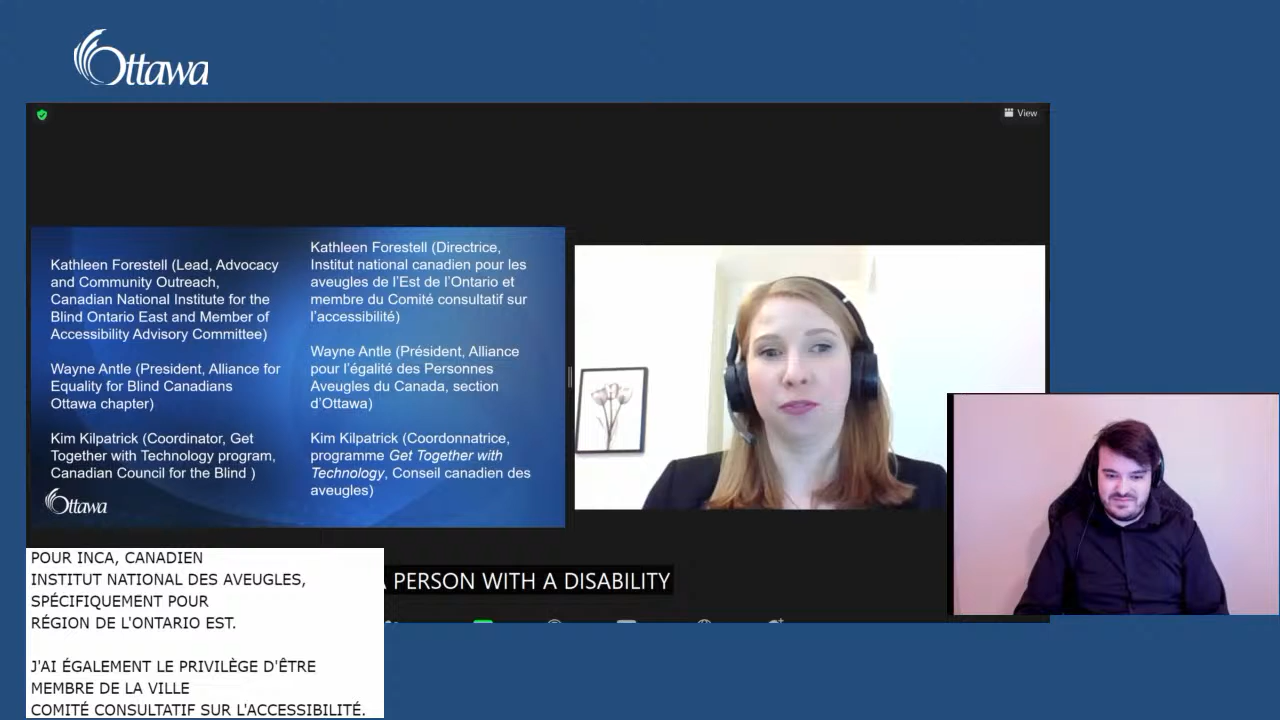 Ottawa
View
Kathleen Forestell (Lead, Advocacy
and Community Outreach,
Canadian National Institute for the
Blind Ontario East and Member of
Accessibility Advisory Committee)
Wayne Antle (President, Alliance for
Equality for Blind Canadians
Ottawa chapter)
Kim Kilpatrick (Coordinator, Get
Together with Technology program,
Canadian Council for the Blind )
Ottawa
Kathleen Forestell (Directrice,
Institut national canadien pour les
aveugles de l’Est de l’Ontario et
membre du Comité consultatif sur
l’accessibilité)
Wayne Antle (Président, Alliance
pour l’égalité des Personnes
Aveugles du Canada, section
d’Ottawa)
Kim Kilpatrick (Coordonnatrice,
programme Get Together with
Technology, Conseil canadien des
aveugles)
A PERSON WITH A DISABILITY
POUR INCA, CANADIEN
INSTITUT NATIONAL DES AVEUGLES,
SPÉCIFIQUEMENT POUR
RÉGION DE L'ONTARIO EST.
J'AI ÉGALEMENT LE PRIVILÈGE D'ÊTRE
MEMBRE DE LA VILLE
COMITÉ CONSULTATIF SUR L'ACCESSIBILITÉ.